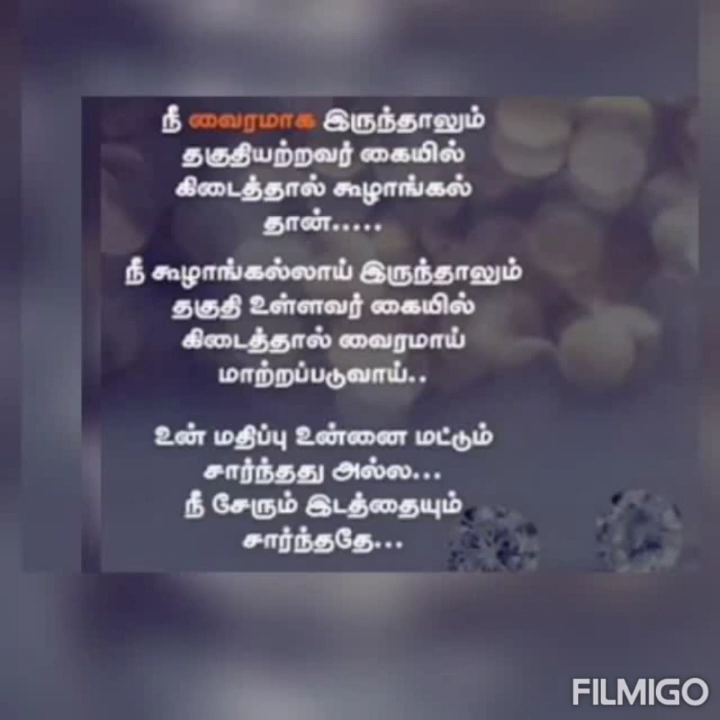 நீ வைரமாக இருந்தாலும்
தகுதியற்றவர் கையில்
கிடைத்தால் கூழாங்கல்
தான்.....
நீ கூழாங்கல்லாய் இருந்தாலும்
தகுதி உள்ளவர் கையில்
கிடைத்தால் வைரமாய்
மாற்றப்படுவாய்..
உன் மதிப்பு உன்னை மட்டும்
சார்ந்தது அல்ல...
நீ சேரும் இடத்தையும்
சார்ந்ததே...
FILMIGO